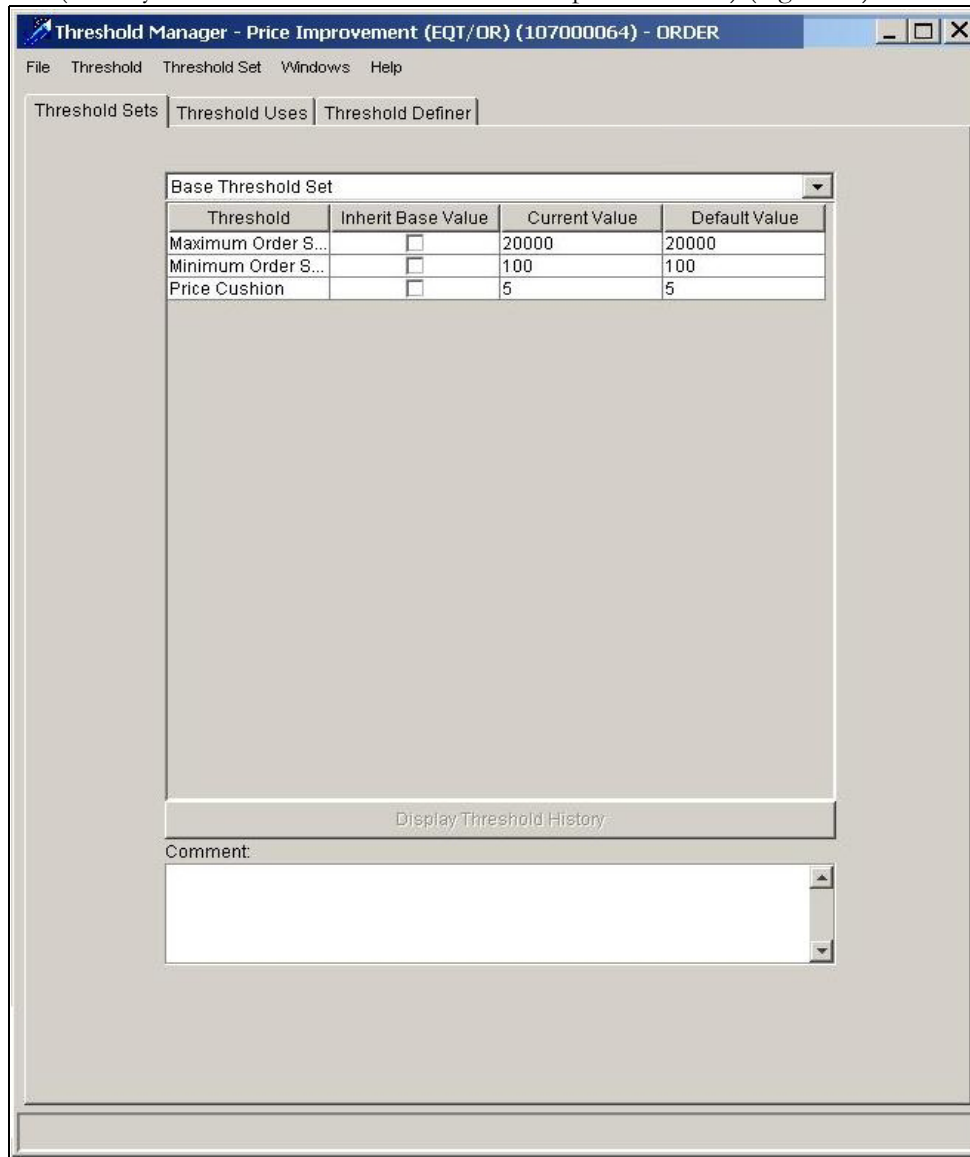 Threshold Manager - Price Improvement (EQT/OR) (107000064) - ORDER
File Threshold Threshold Set Windows Help
Threshold Sets Threshold Uses Threshold Definer
Base Threshold Set
Threshold Inherit Base Value Current Value Default Value
Maximum Order S... 20000 20000
Minimum Order S... 100 100
Price Cushion 5 5
Display Threshold History
Comment: